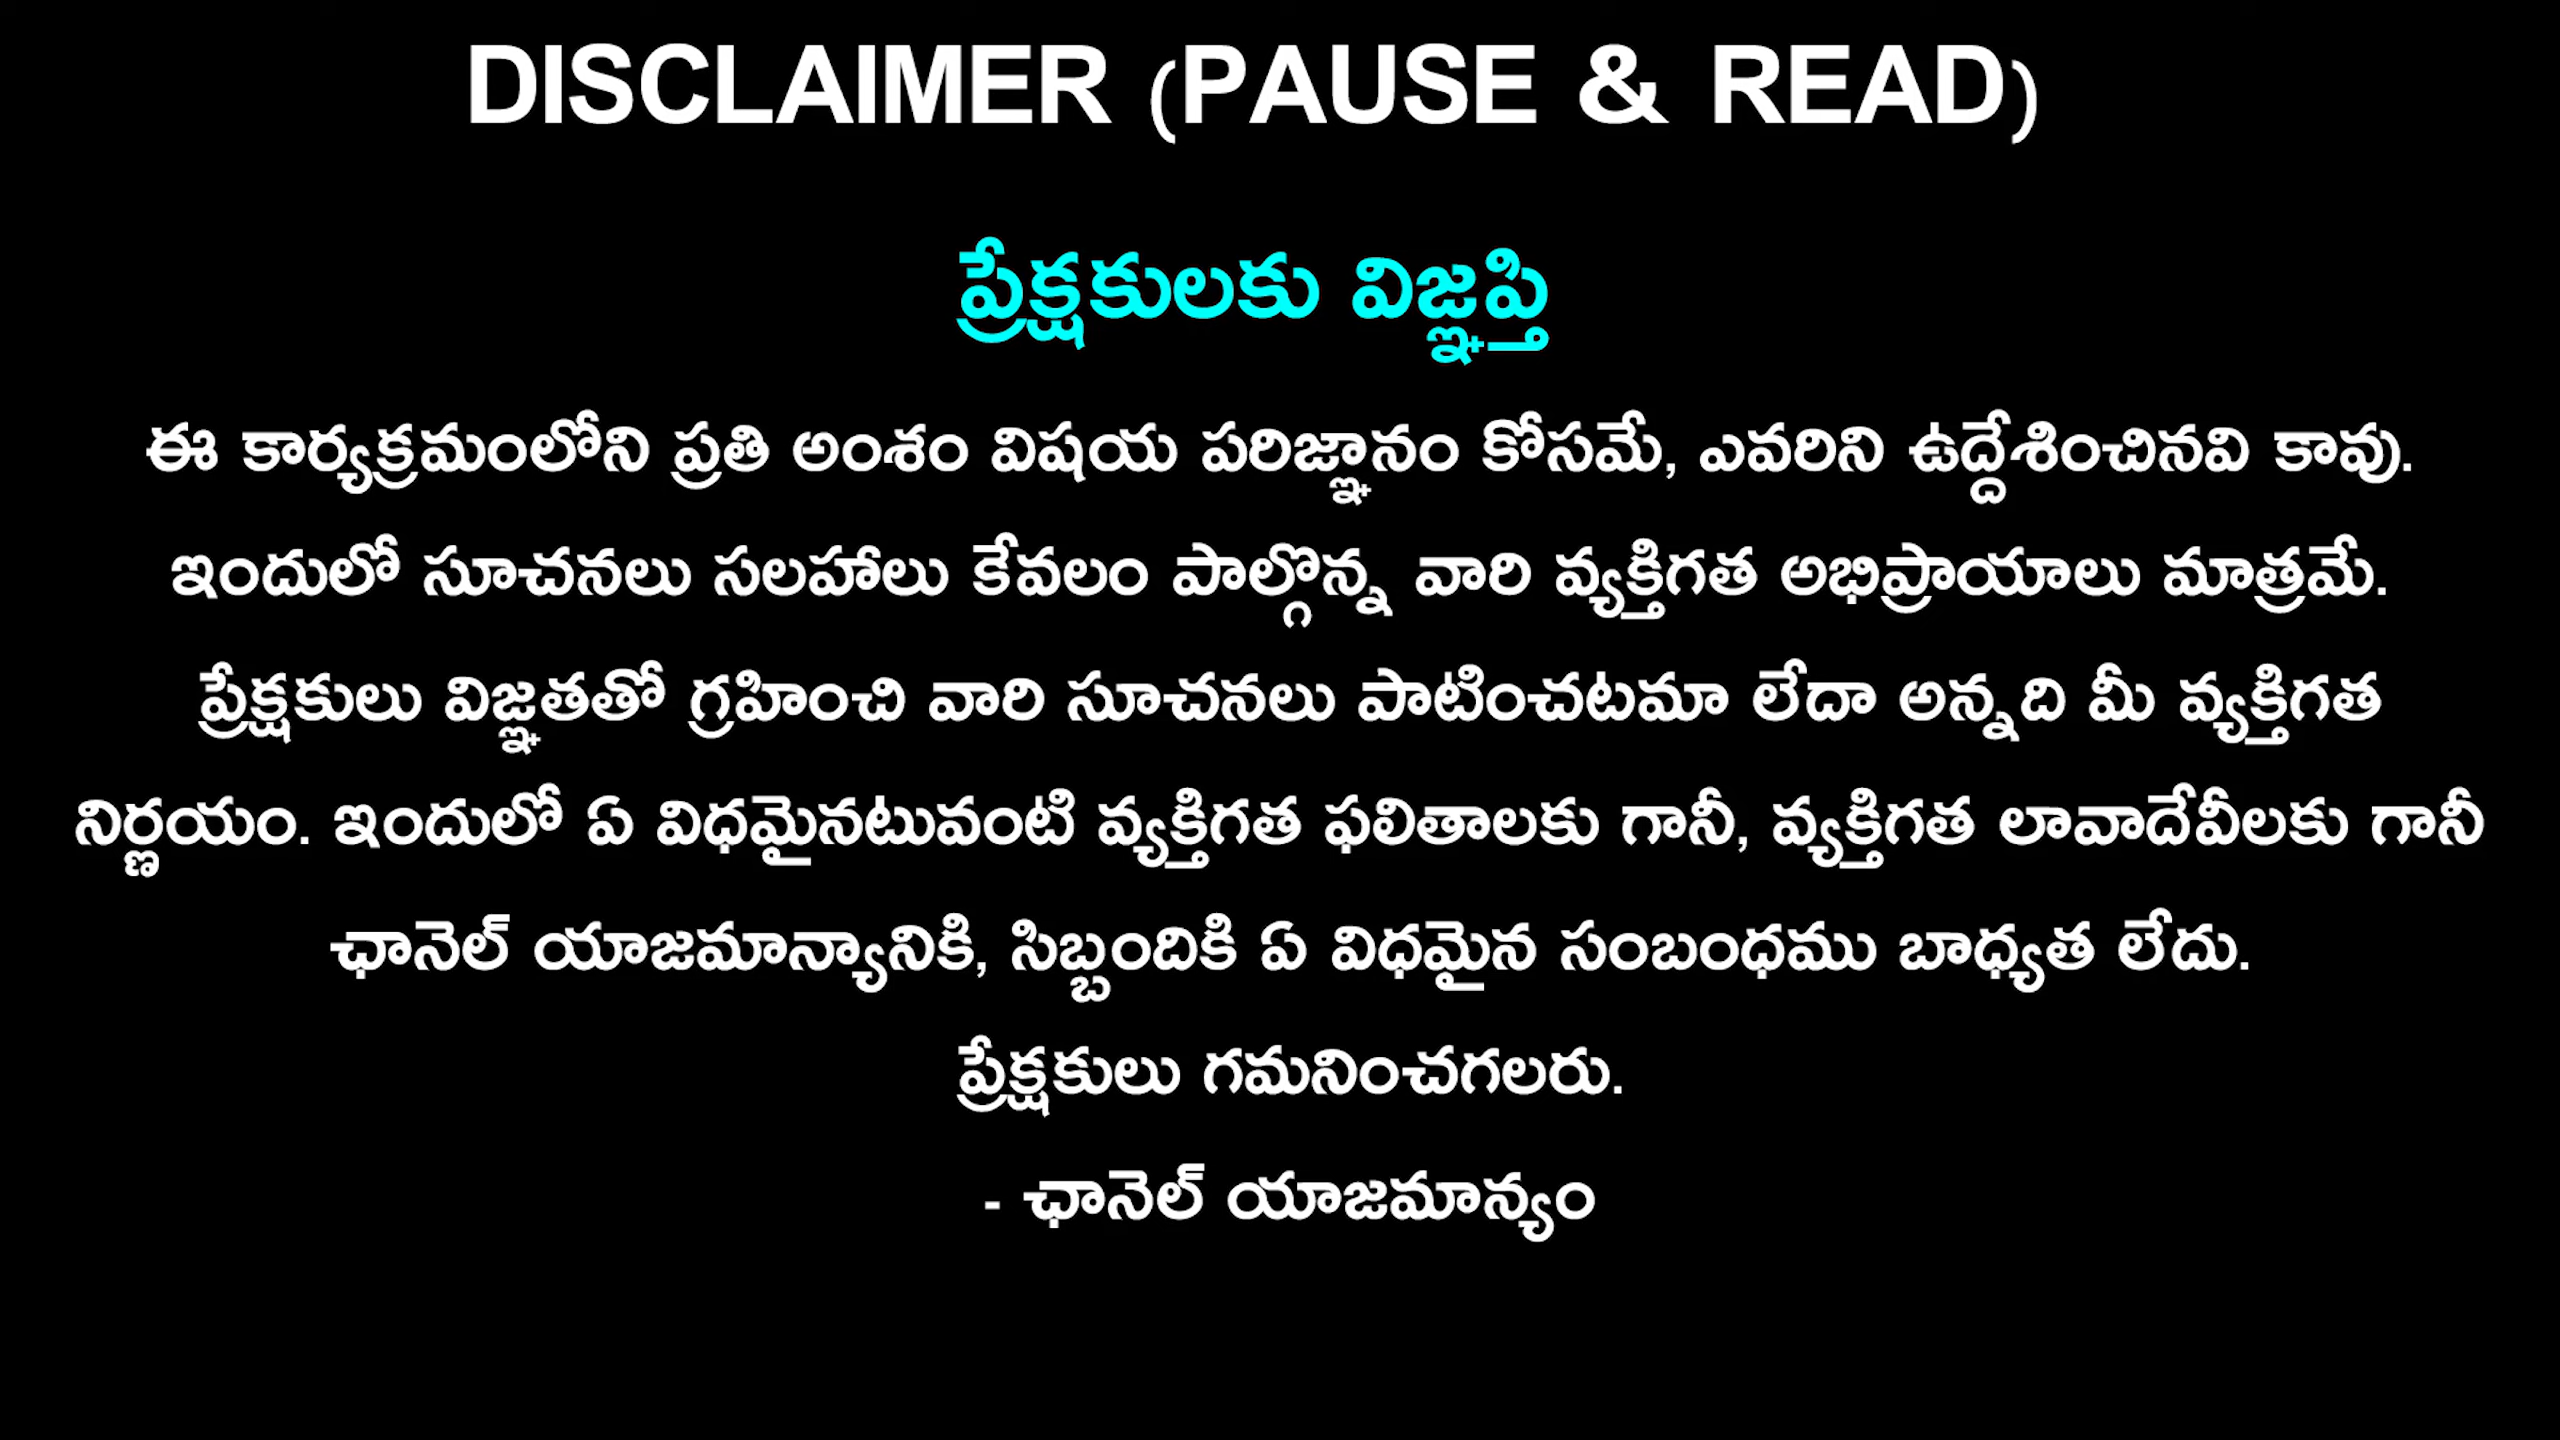 DISCLAIMER (PAUSE & READ)
ప్రేక్షకులకు విజ్ఞప్తి
ఈ కార్యక్రమంలోని ప్రతి అంశం విషయ పరిజ్ఞానం కోసమే, ఎవరిని ఉద్దేశించినవి కావు.
ఇందులో సూచనలు సలహాలు కేవలం పాల్గొన్న వారి వ్యక్తిగత అభిప్రాయాలు మాత్రమే.
ప్రేక్షకులు విజ్ఞతతో గ్రహించి వారి సూచనలు పాటించటమా లేదా అన్నది మీ వ్యక్తిగత
నిర్ణయం. ఇందులో ఏ విధమైనటువంటి వ్యక్తిగత ఫలితాలకు గానీ, వ్యక్తిగత లావాదేవీలకు గానీ
ఛానెల్ యాజమాన్యానికి, సిబ్బందికి ఏ విధమైన సంబంధము బాధ్యత లేదు.
ప్రేక్షకులు గమనించగలరు.
- ఛానెల్ యాజమాన్యం